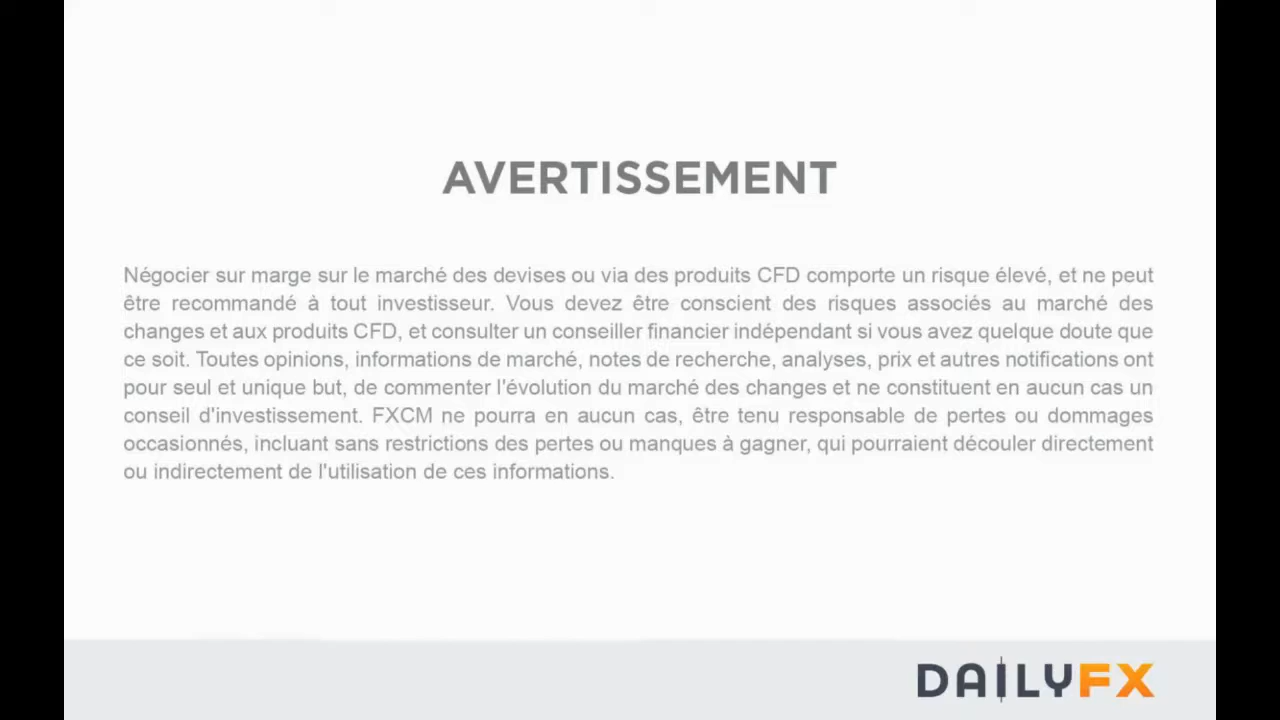 AVERTISSEMENT
Négocier sur marge sur le marché des devises ou via des produits CFD comporte un risque élevé, et ne peut
être recommandé à tout investisseur. Vous devez être conscient des risques associés au marché des
changes et aux produits CFD, et consulter un conseiller financier indépendant si vous avez quelque doute que
ce soit. Toutes opinions, informations de marché, notes de recherche, analyses, prix et autres notifications ont
pour seul et unique but, de commenter l'évolution du marché des changes et ne constituent en aucun cas un
conseil d'investissement. FXCM ne pourra en aucun cas, être tenu responsable de pertes ou dommages
occasionnés, incluant sans restrictions des pertes ou manques à gagner, qui pourraient découler directement
ou indirectement de l'utilisation de ces informations.
DAILYFX